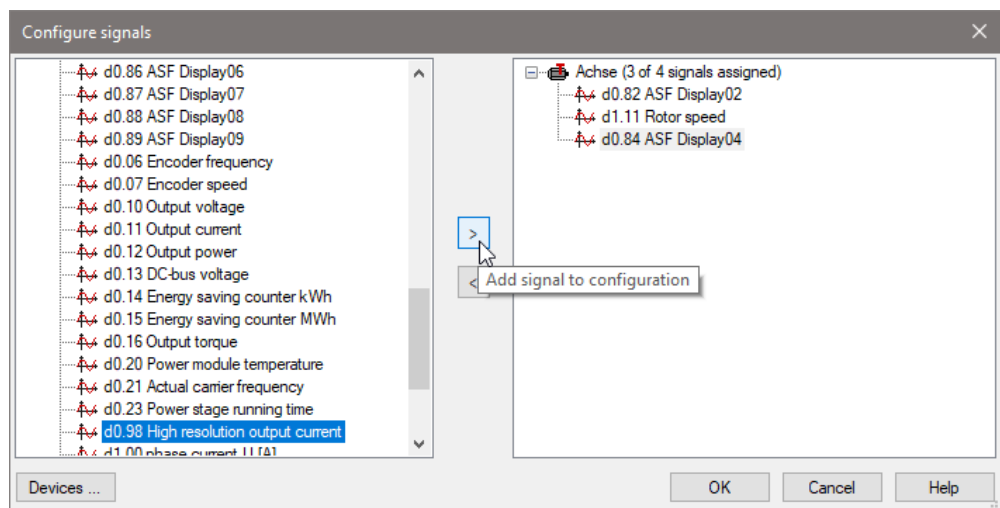 Configure signals
d0.86 ASF Display06
d0.87 ASF Display07
d0.88 ASF Display08
d0.89 ASF Display09
d0.06 Encoder frequency
d0.07 Encoder speed
d0.10 Output voltage
d0.11 Output current
d0.12 Output power
d0.13 DC-bus voltage
d0.14 Energy saving counter kWh
d0.15 Energy saving counter MWh
d0.16 Output torque
d0.20 Power module temperature
d0.21 Actual carrier frequency
d0.23 Power stage running time
d0.98 High resolution output current
d1.00 phase current U [A]
>
<
Add signal to configuration
Achse (3 of 4 signals assigned)
d0.82 ASF Display02
d1.11 Rotor speed
d0.84 ASF Display04
Devices ...
OK
Cancel
Help